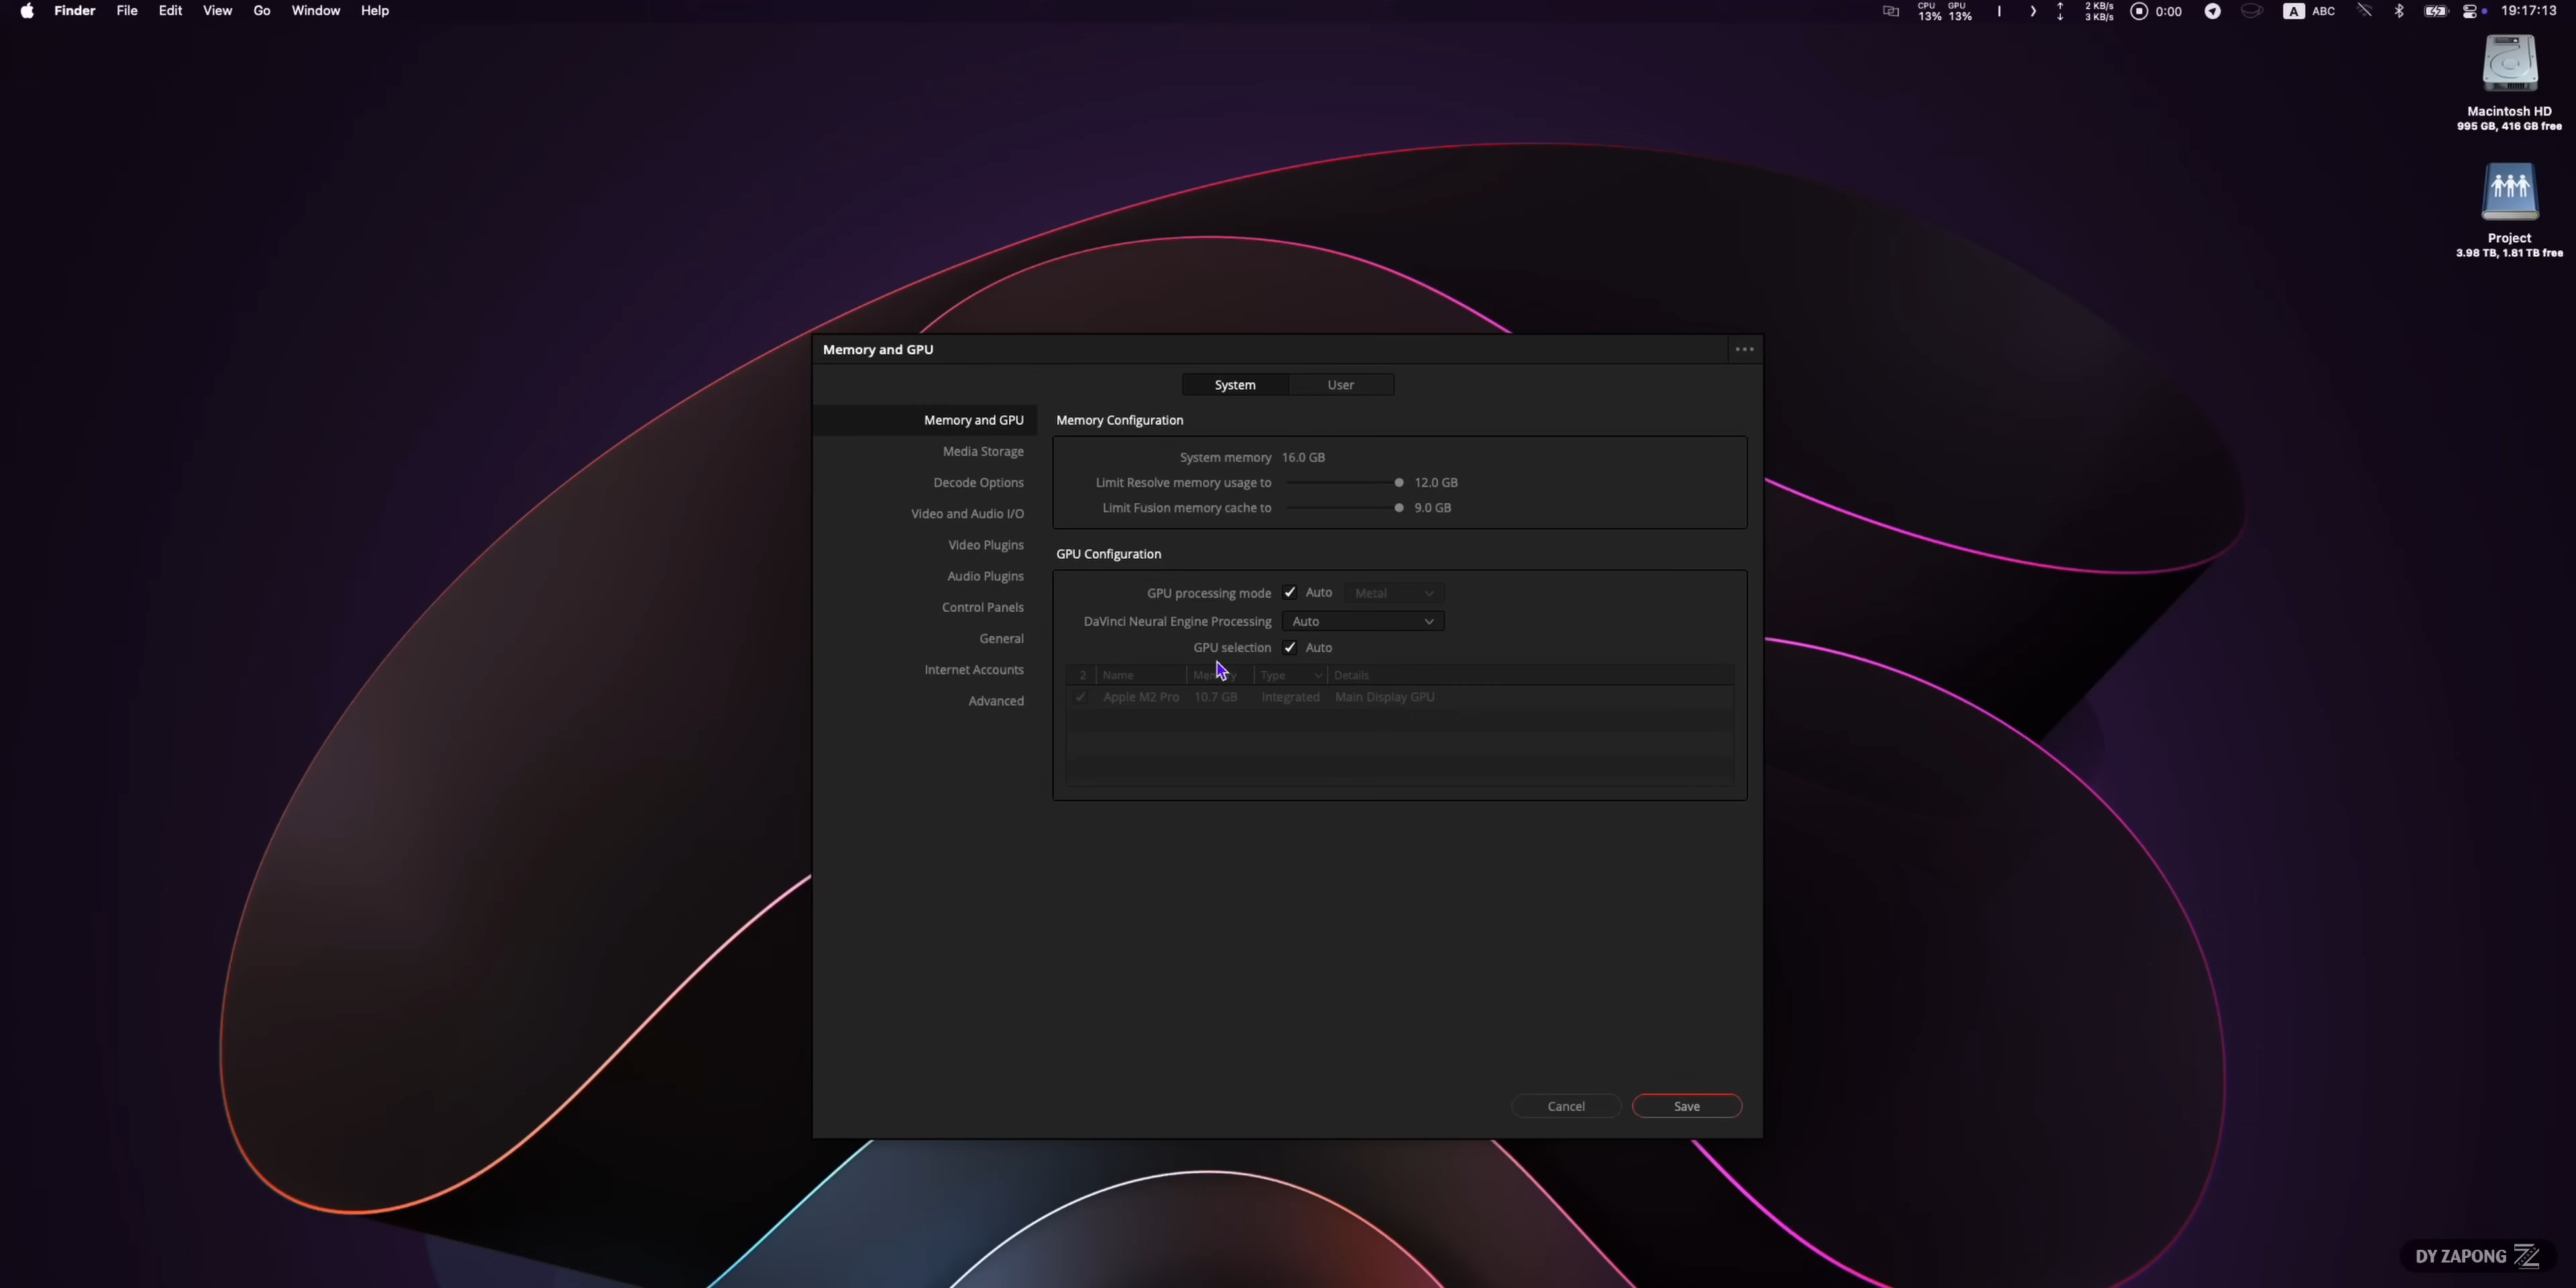 Finder File Edit View Go Window Help
CPU GPU 2 KB/s
13% 13% 3 KB/s 0:00 A ABC 19:17:13
Macintosh HD
995 GB, 416 GB free
Project
3.98 TB, 1.81 TB free
Memory and GPU
System User
Memory and GPU
Media Storage
Decode Options
Video and Audio I/O
Video Plugins
Audio Plugins
Control Panels
General
Internet Accounts
Advanced
Memory Configuration
System memory 16.0 GB
Limit Resolve memory usage to 12.0 GB
Limit Fusion memory cache to 9.0 GB
GPU Configuration
GPU processing mode Auto Metal
DaVinci Neural Engine Processing Auto
GPU selection Auto
2 Name Memory Type Details
Apple M2 Pro 10.7 GB Integrated Main Display GPU
Cancel Save
DY ZAPONG